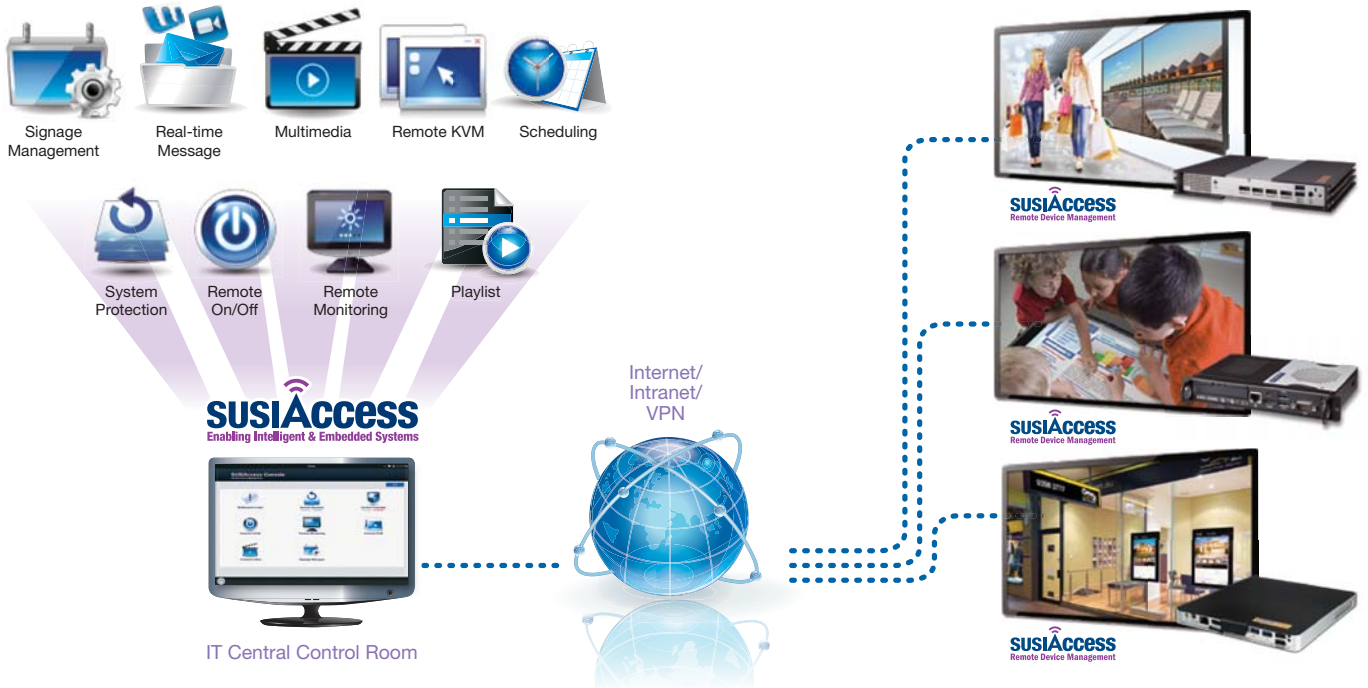 Signage
Management
Real-time
Message
Multimedia
Remote KVM
Scheduling
System
Protection
Remote
On/Off
Remote
Monitoring
Playlist
SUSIAccess
Enabling Intelligent & Embedded Systems
SUSIAccess Console
IT Central Control Room
Internet/
Intranet/
VPN
SUSIAccess
Remote Device Management
SUSIAccess
Remote Device Management
SUSIAccess
Remote Device Management